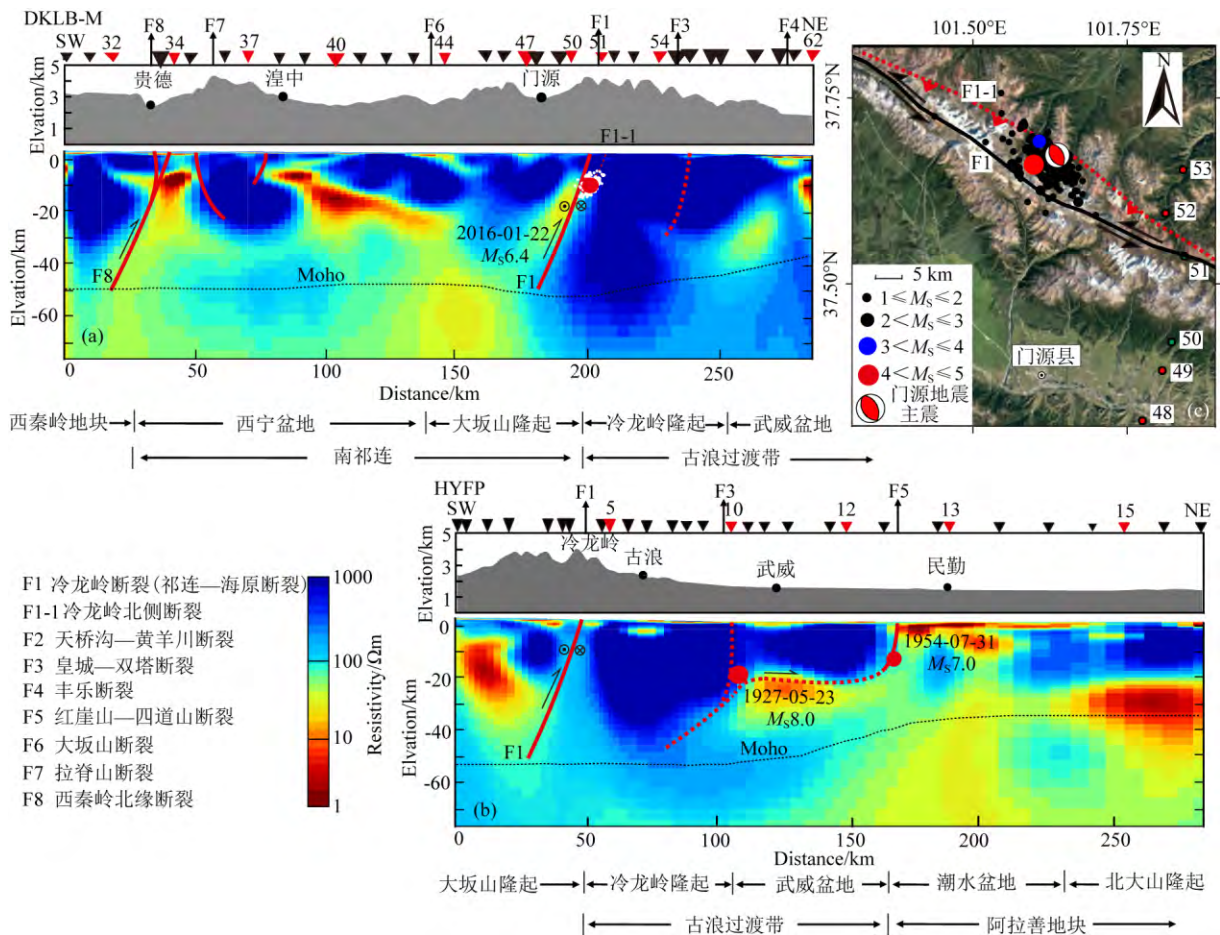 DKLB-M
SW 32 F8 34 F7 37 40 F6 44 47 50 F1 51 54 F3 F4 NE 62
Elvation/km
5
3
1
贵德 湟中 门源
F1-1
Elevation/km
0
-20
-40
-60
2016-01-22
MS6.4
F8
Moho
F1
(a)
0 50 100 150 200 250
Distance/km
西秦岭地块 西宁盆地 大坂山隆起 冷龙岭隆起 武威盆地
南祁连 古浪过渡带
101.50°E 101.75°E
37.75°N
37.50°N
N
F1-1
F1
53
52
51
50
49
48
5 km
1≤MS≤2
2<MS≤3
3<MS≤4
4<MS≤5
门源地震
主震
门源县
(c)
HYFP
SW F1 5 F3 10 12 F5 13 15 NE
Elvation/km
5
3
1
冷龙岭
古浪 武威 民勤
Elevation/km
0
-20
-40
-60
1954-07-31
MS7.0
1927-05-23
MS8.0
F1
Moho
(b)
0 50 100 150 200 250
Distance/km
大坂山隆起 冷龙岭隆起 武威盆地 潮水盆地 北大山隆起
古浪过渡带 阿拉善地块
F1 冷龙岭断裂(祁连—海原断裂)
F1-1冷龙岭北侧断裂
F2 天桥沟—黄羊川断裂
F3 皇城—双塔断裂
F4 丰乐断裂
F5 红崖山—四道山断裂
F6 大坂山断裂
F7 拉脊山断裂
F8 西秦岭北缘断裂
1000
100
10
1
Resistivity/Ωm